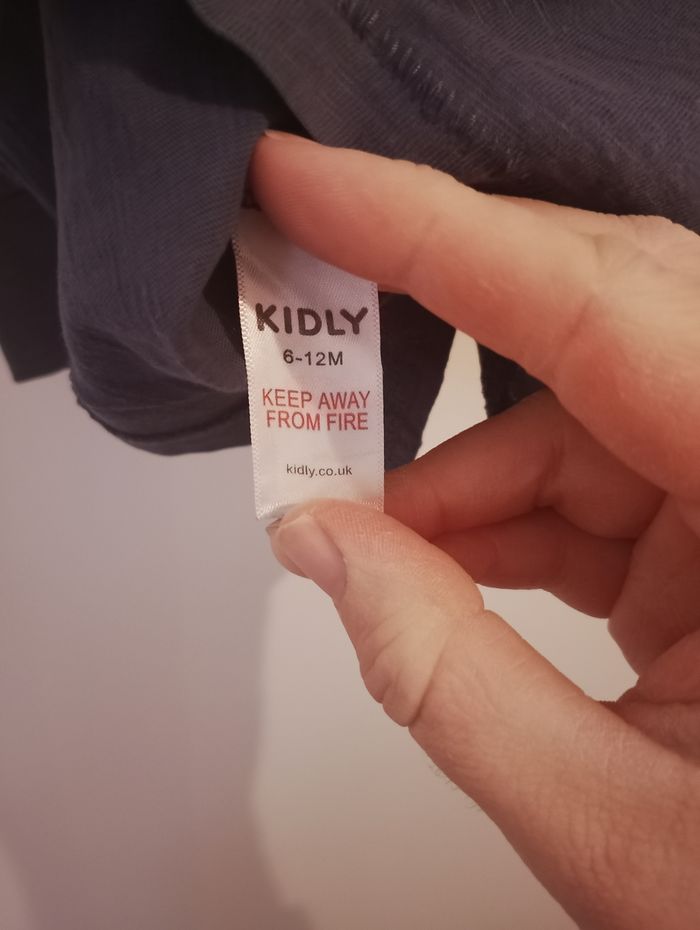 KIDLY
6-12M
KEEP AWAY
FROM FIRE
kidly.co.uk